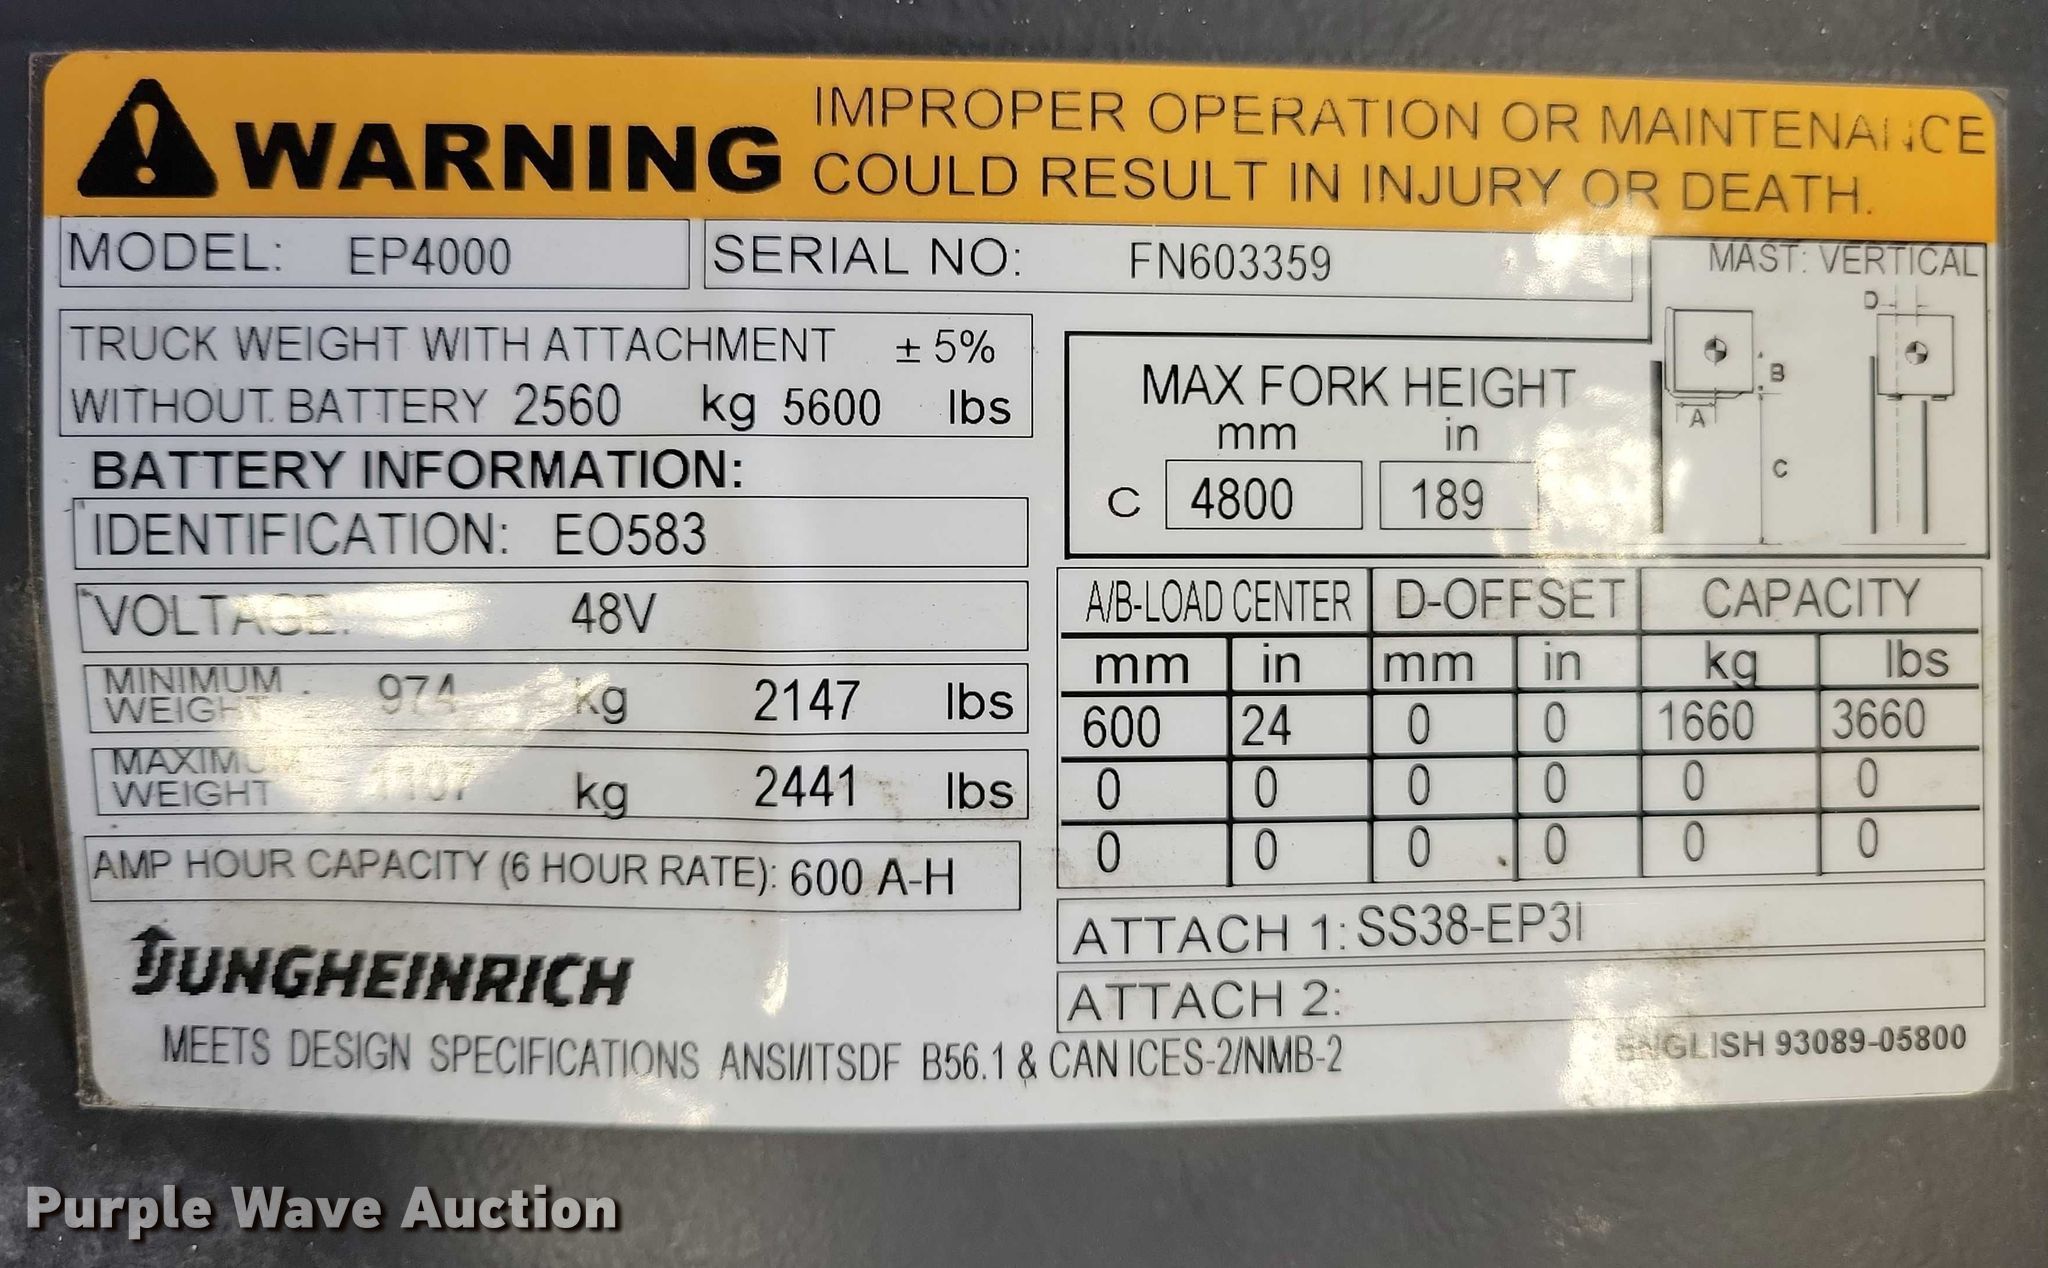 WARNING
IMPROPER OPERATION OR MAINTENANCE
COULD RESULT IN INJURY OR DEATH.
MODEL: EP4000
SERIAL NO: FN603359
MAST: VERTICAL
TRUCK WEIGHT WITH ATTACHMENT ± 5%
WITHOUT BATTERY 2560 kg 5600 lbs
MAX FORK HEIGHT
mm in
C 4800 189
D
B
A
C
BATTERY INFORMATION:
IDENTIFICATION: EO583
VOLTAGE: 48V
MINIMUM
WEIGHT 974 kg 2147 lbs
MAXIMUM
WEIGHT 1107 kg 2441 lbs
AMP HOUR CAPACITY (6 HOUR RATE): 600 A-H
A/B-LOAD CENTER D-OFFSET CAPACITY
mm in mm in kg lbs
600 24 0 0 1660 3660
0 0 0 0 0 0
0 0 0 0 0 0
ATTACH 1: SS38-EP3I
ATTACH 2:
JUNGHEINRICH
MEETS DESIGN SPECIFICATIONS ANSI/ITSDF B56.1 & CAN ICES-2/NMB-2
ENGLISH 93089-05800
Purple Wave Auction